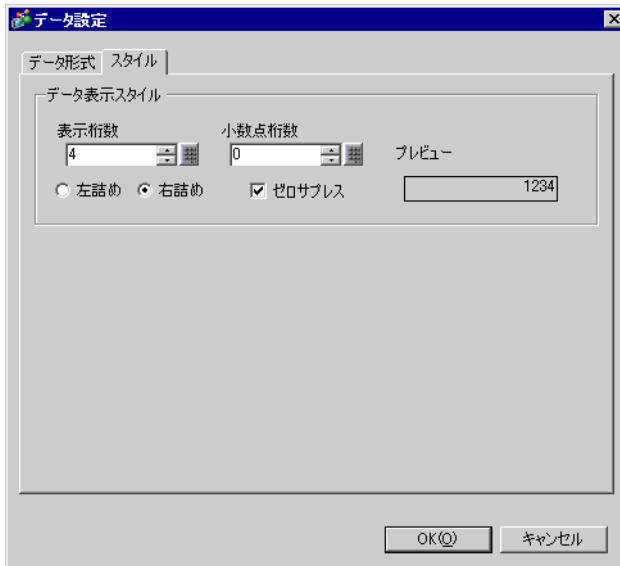 データ設定
データ形式 スタイル
データ表示スタイル
表示桁数 小数点桁数
4 0 プレビュー
左詰め 右詰め ゼロサプレス 1234
OK(O) キャンセル